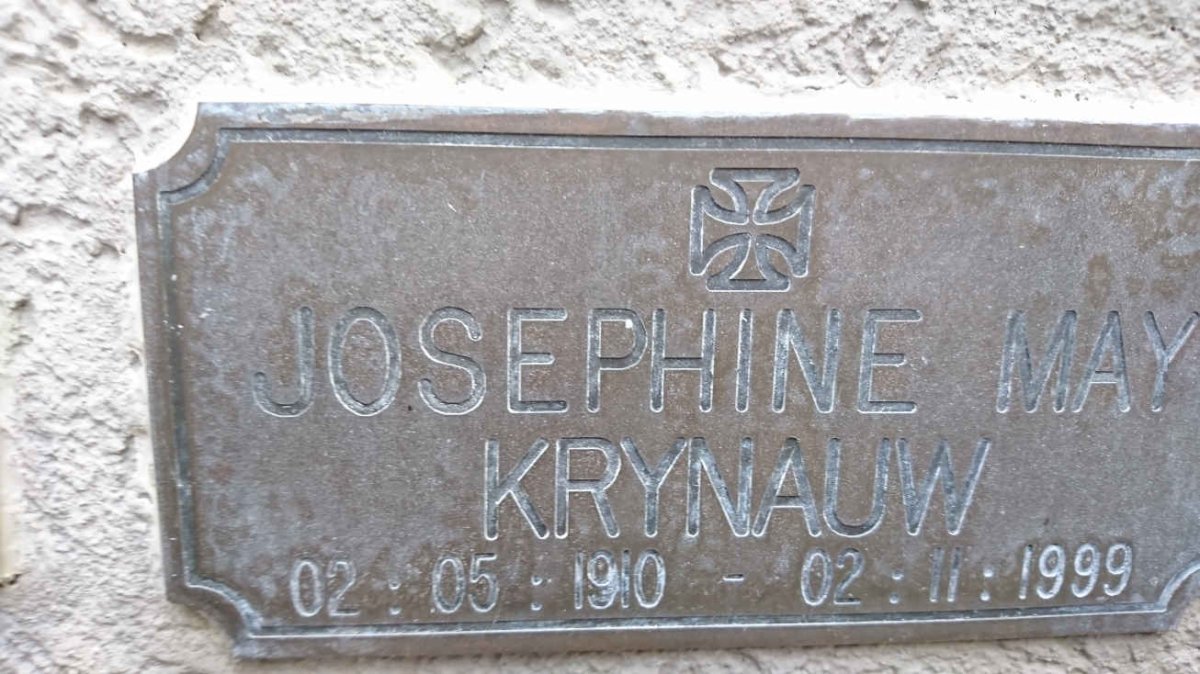 JOSEPHINE MAY
KRYNAUW
02 : 05 : 1910 - 02 : 11 : 1999